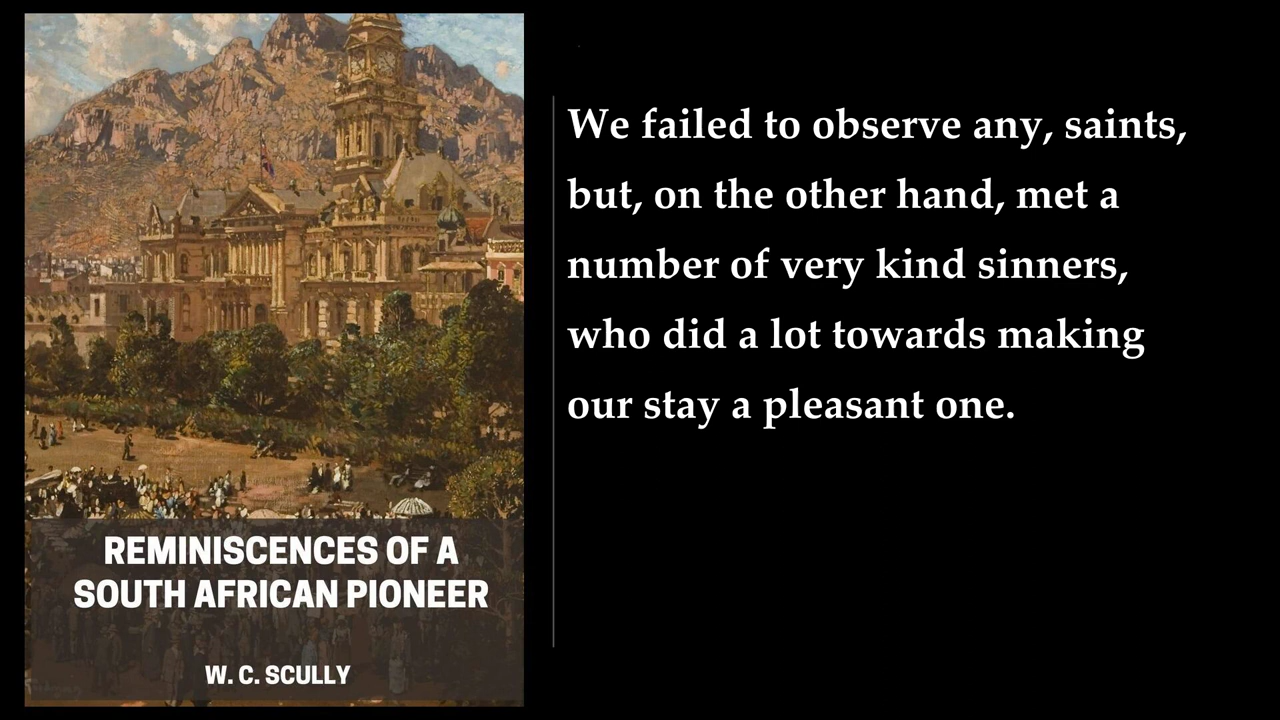 We failed to observe any, saints,
but, on the other hand, met a
number of very kind sinners,
who did a lot towards making
our stay a pleasant one.
REMINISCENCES OF A
SOUTH AFRICAN PIONEER
W. C. SCULLY